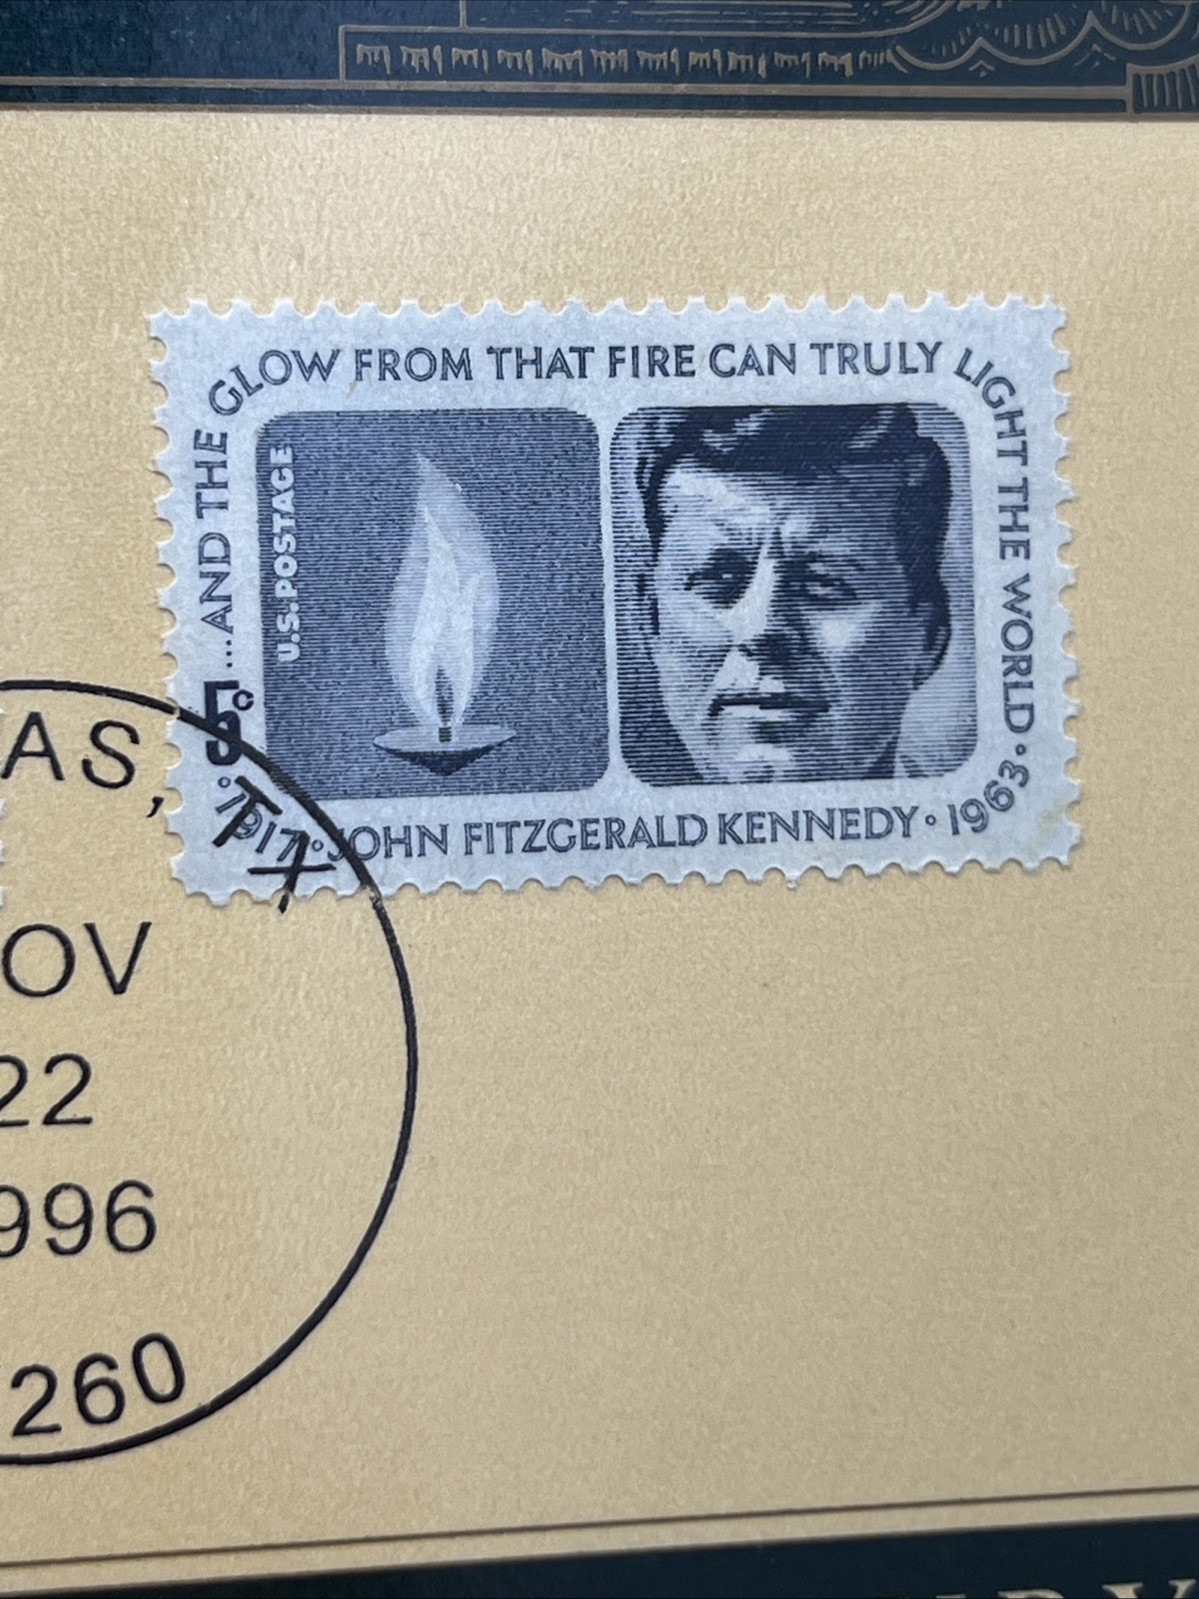 ...AND THE GLOW FROM THAT FIRE CAN TRULY LIGHT THE WORLD
U.S. POSTAGE
5c
1917 ° JOHN FITZGERALD KENNEDY ° 1963
AS, TX
OV
22
996
260